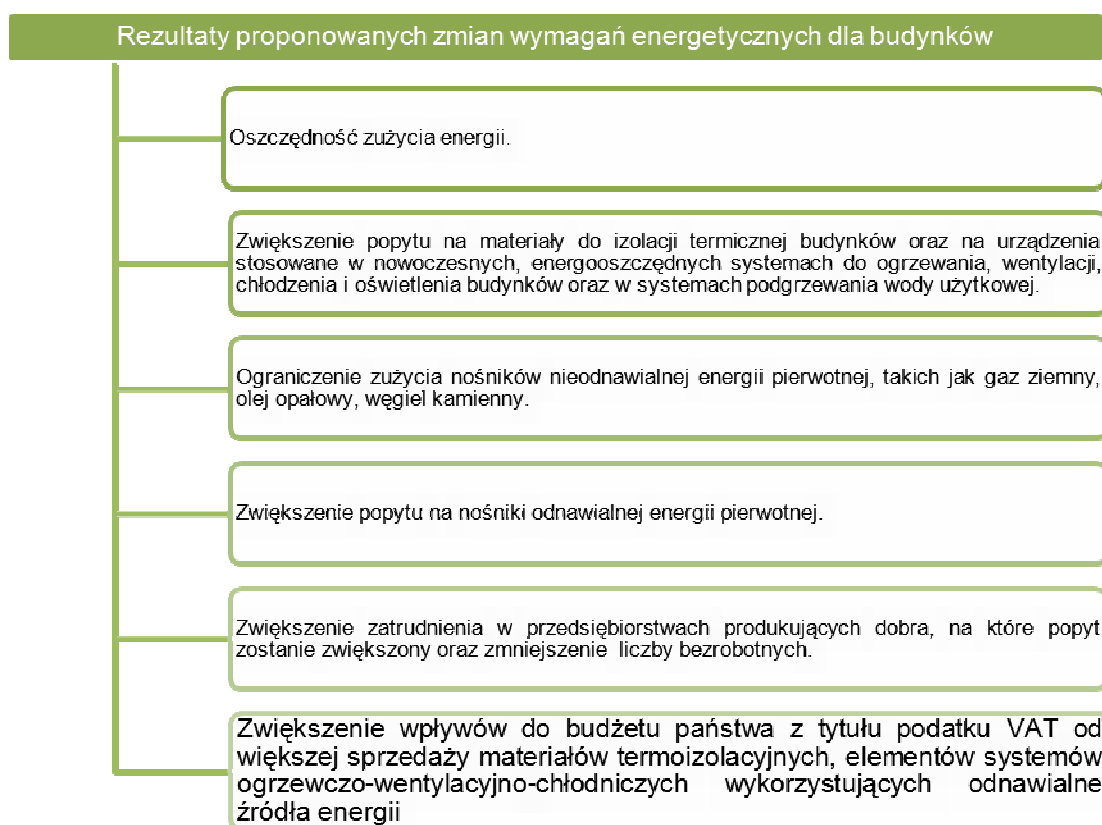 Rezultaty proponowanych zmian wymagań energetycznych dla budynków
Oszczędność zużycia energii.
Zwiększenie popytu na materiały do izolacji termicznej budynków oraz na urządzenia
stosowane w nowoczesnych, energooszczędnych systemach do ogrzewania, wentylacji,
chłodzenia i oświetlenia budynków oraz w systemach podgrzewania wody użytkowej.
Ograniczenie zużycia nośników nieodnawialnej energii pierwotnej, takich jak gaz ziemny,
olej opałowy, węgiel kamienny.
Zwiększenie popytu na nośniki odnawialnej energii pierwotnej.
Zwiększenie zatrudnienia w przedsiębiorstwach produkujących dobra, na które popyt
zostanie zwiększony oraz zmniejszenie liczby bezrobotnych.
Zwiększenie wpływów do budżetu państwa z tytułu podatku VAT od
większej sprzedaży materiałów termoizolacyjnych, elementów systemów
ogrzewczo-wentylacyjno-chłodniczych wykorzystujących odnawialne
źródła energii